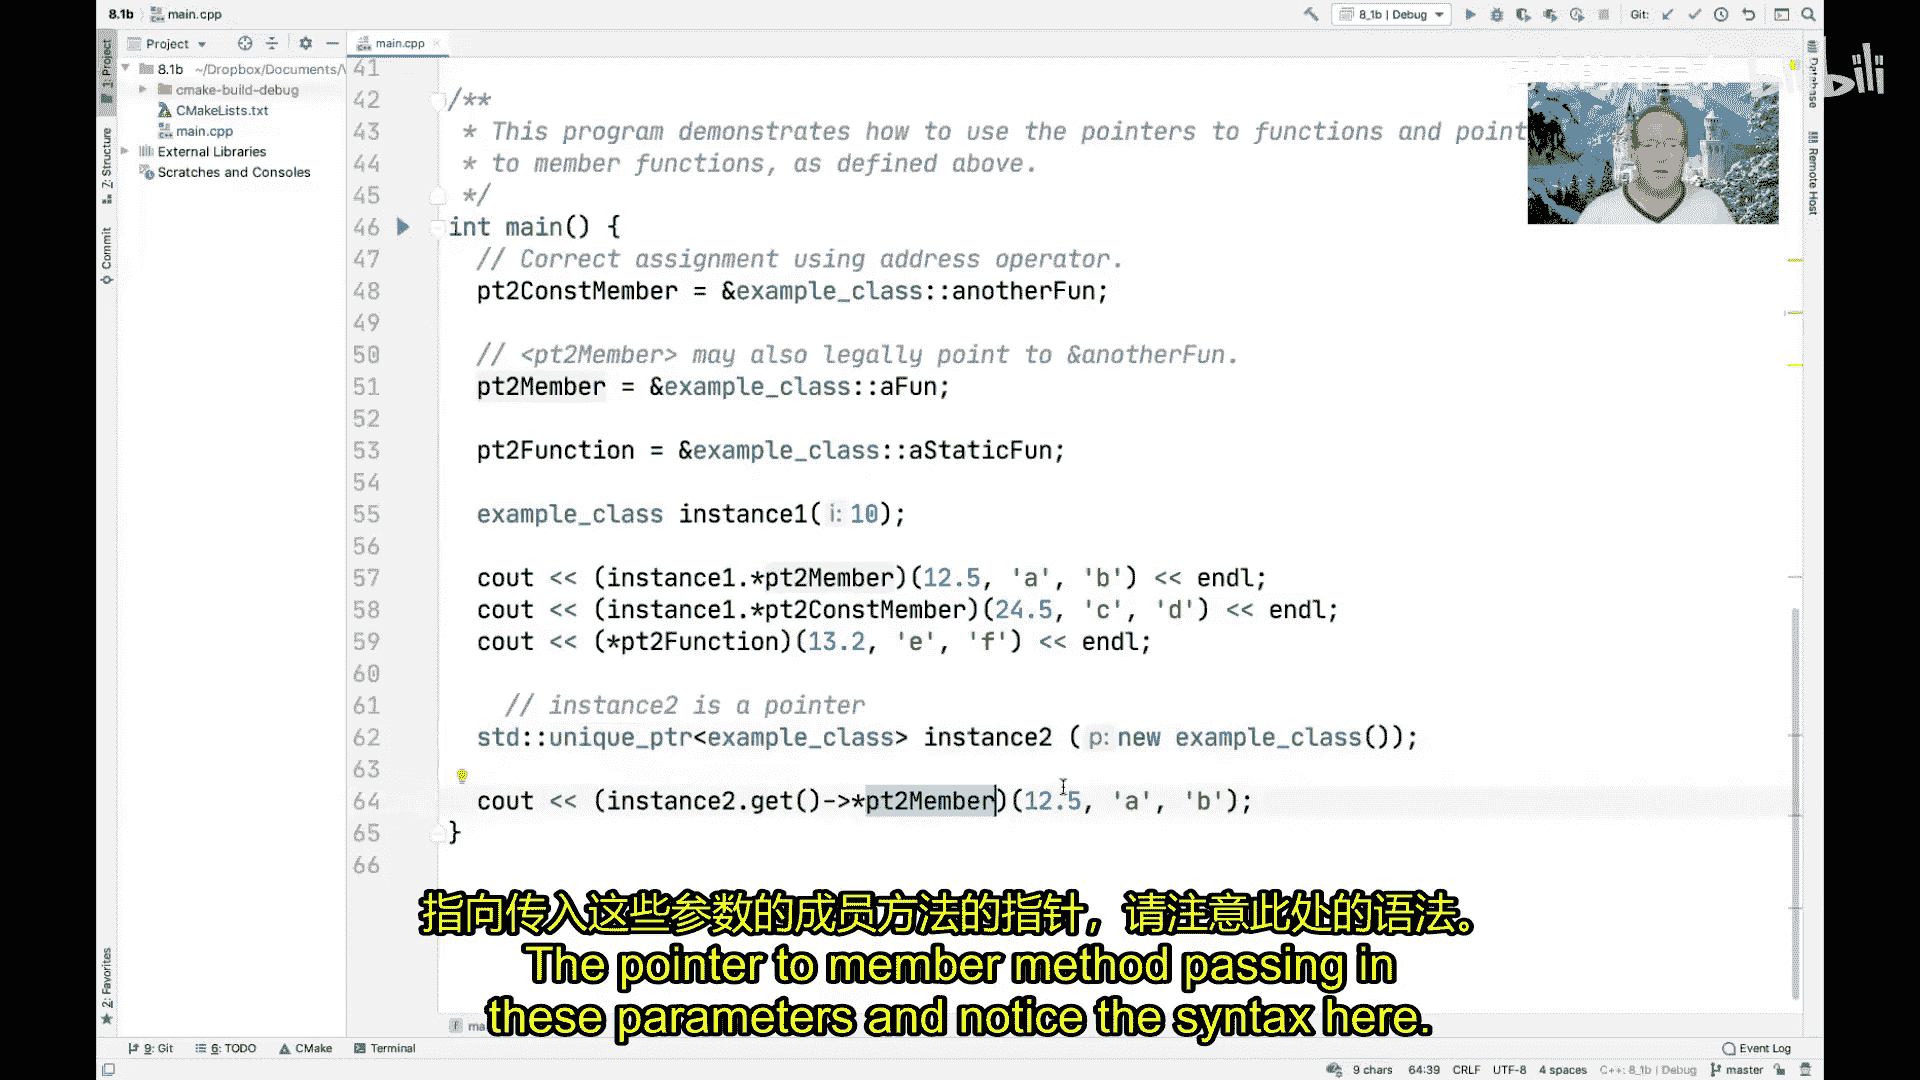 8.1b
main.cpp
8_1b | Debug
Git:
1: Project
Project
main.cpp
8.1b ~/Dropbox/Documents/
cmake-build-debug
CMakeLists.txt
main.cpp
External Libraries
Scratches and Consoles
7: Structure
Commit
2: Favorites
Database
Remote Host
bilibili
41
42 /**
43 * This program demonstrates how to use the pointers to functions and point
44 * to member functions, as defined above.
45 */
46 int main() {
47 // Correct assignment using address operator.
48 pt2ConstMember = &example_class::anotherFun;
49
50 // <pt2Member> may also legally point to &anotherFun.
51 pt2Member = &example_class::aFun;
52
53 pt2Function = &example_class::aStaticFun;
54
55 example_class instance1( i: 10);
56
57 cout << (instance1.*pt2Member)(12.5, 'a', 'b') << endl;
58 cout << (instance1.*pt2ConstMember)(24.5, 'c', 'd') << endl;
59 cout << (*pt2Function)(13.2, 'e', 'f') << endl;
60
61 // instance2 is a pointer
62 std::unique_ptr<example_class> instance2 ( p: new example_class());
63
64 cout << (instance2.get()->*pt2Member)(12.5, 'a', 'b');
65 }
66
指向传入这些参数的成员方法的指针，请注意此处的语法。
The pointer to member method passing in
these parameters and notice the syntax here.
9: Git
6: TODO
CMake
Terminal
Event Log
9 chars 64:39 CRLF UTF-8 4 spaces C++: 8_1b | Debug master